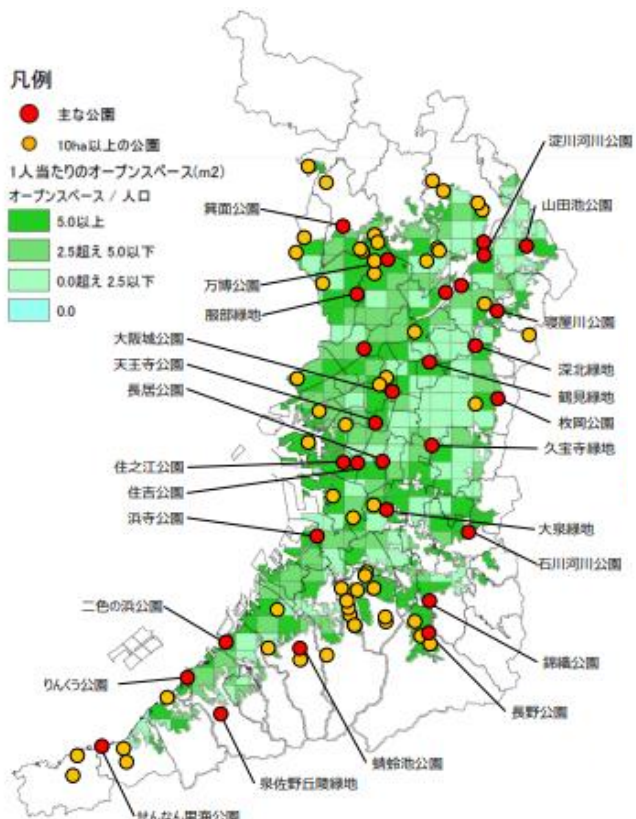 凡例
主な公園
10ha以上の公園
1人当たりのオープンスペース(m2)
オープンスペース / 人口
5.0以上
2.5超え 5.0以下
0.0超え 2.5以下
0.0
淀川河川公園
山田池公園
箕面公園
万博公園
服部緑地
寝屋川公園
大阪城公園
深北緑地
天王寺公園
鶴見緑地
長居公園
枚岡公園
久宝寺緑地
住之江公園
住吉公園
浜寺公園
大泉緑地
石川河川公園
二色の浜公園
錦織公園
りんくう公園
長野公園
蜻蛉池公園
泉佐野丘陵緑地
せんなん里海公園